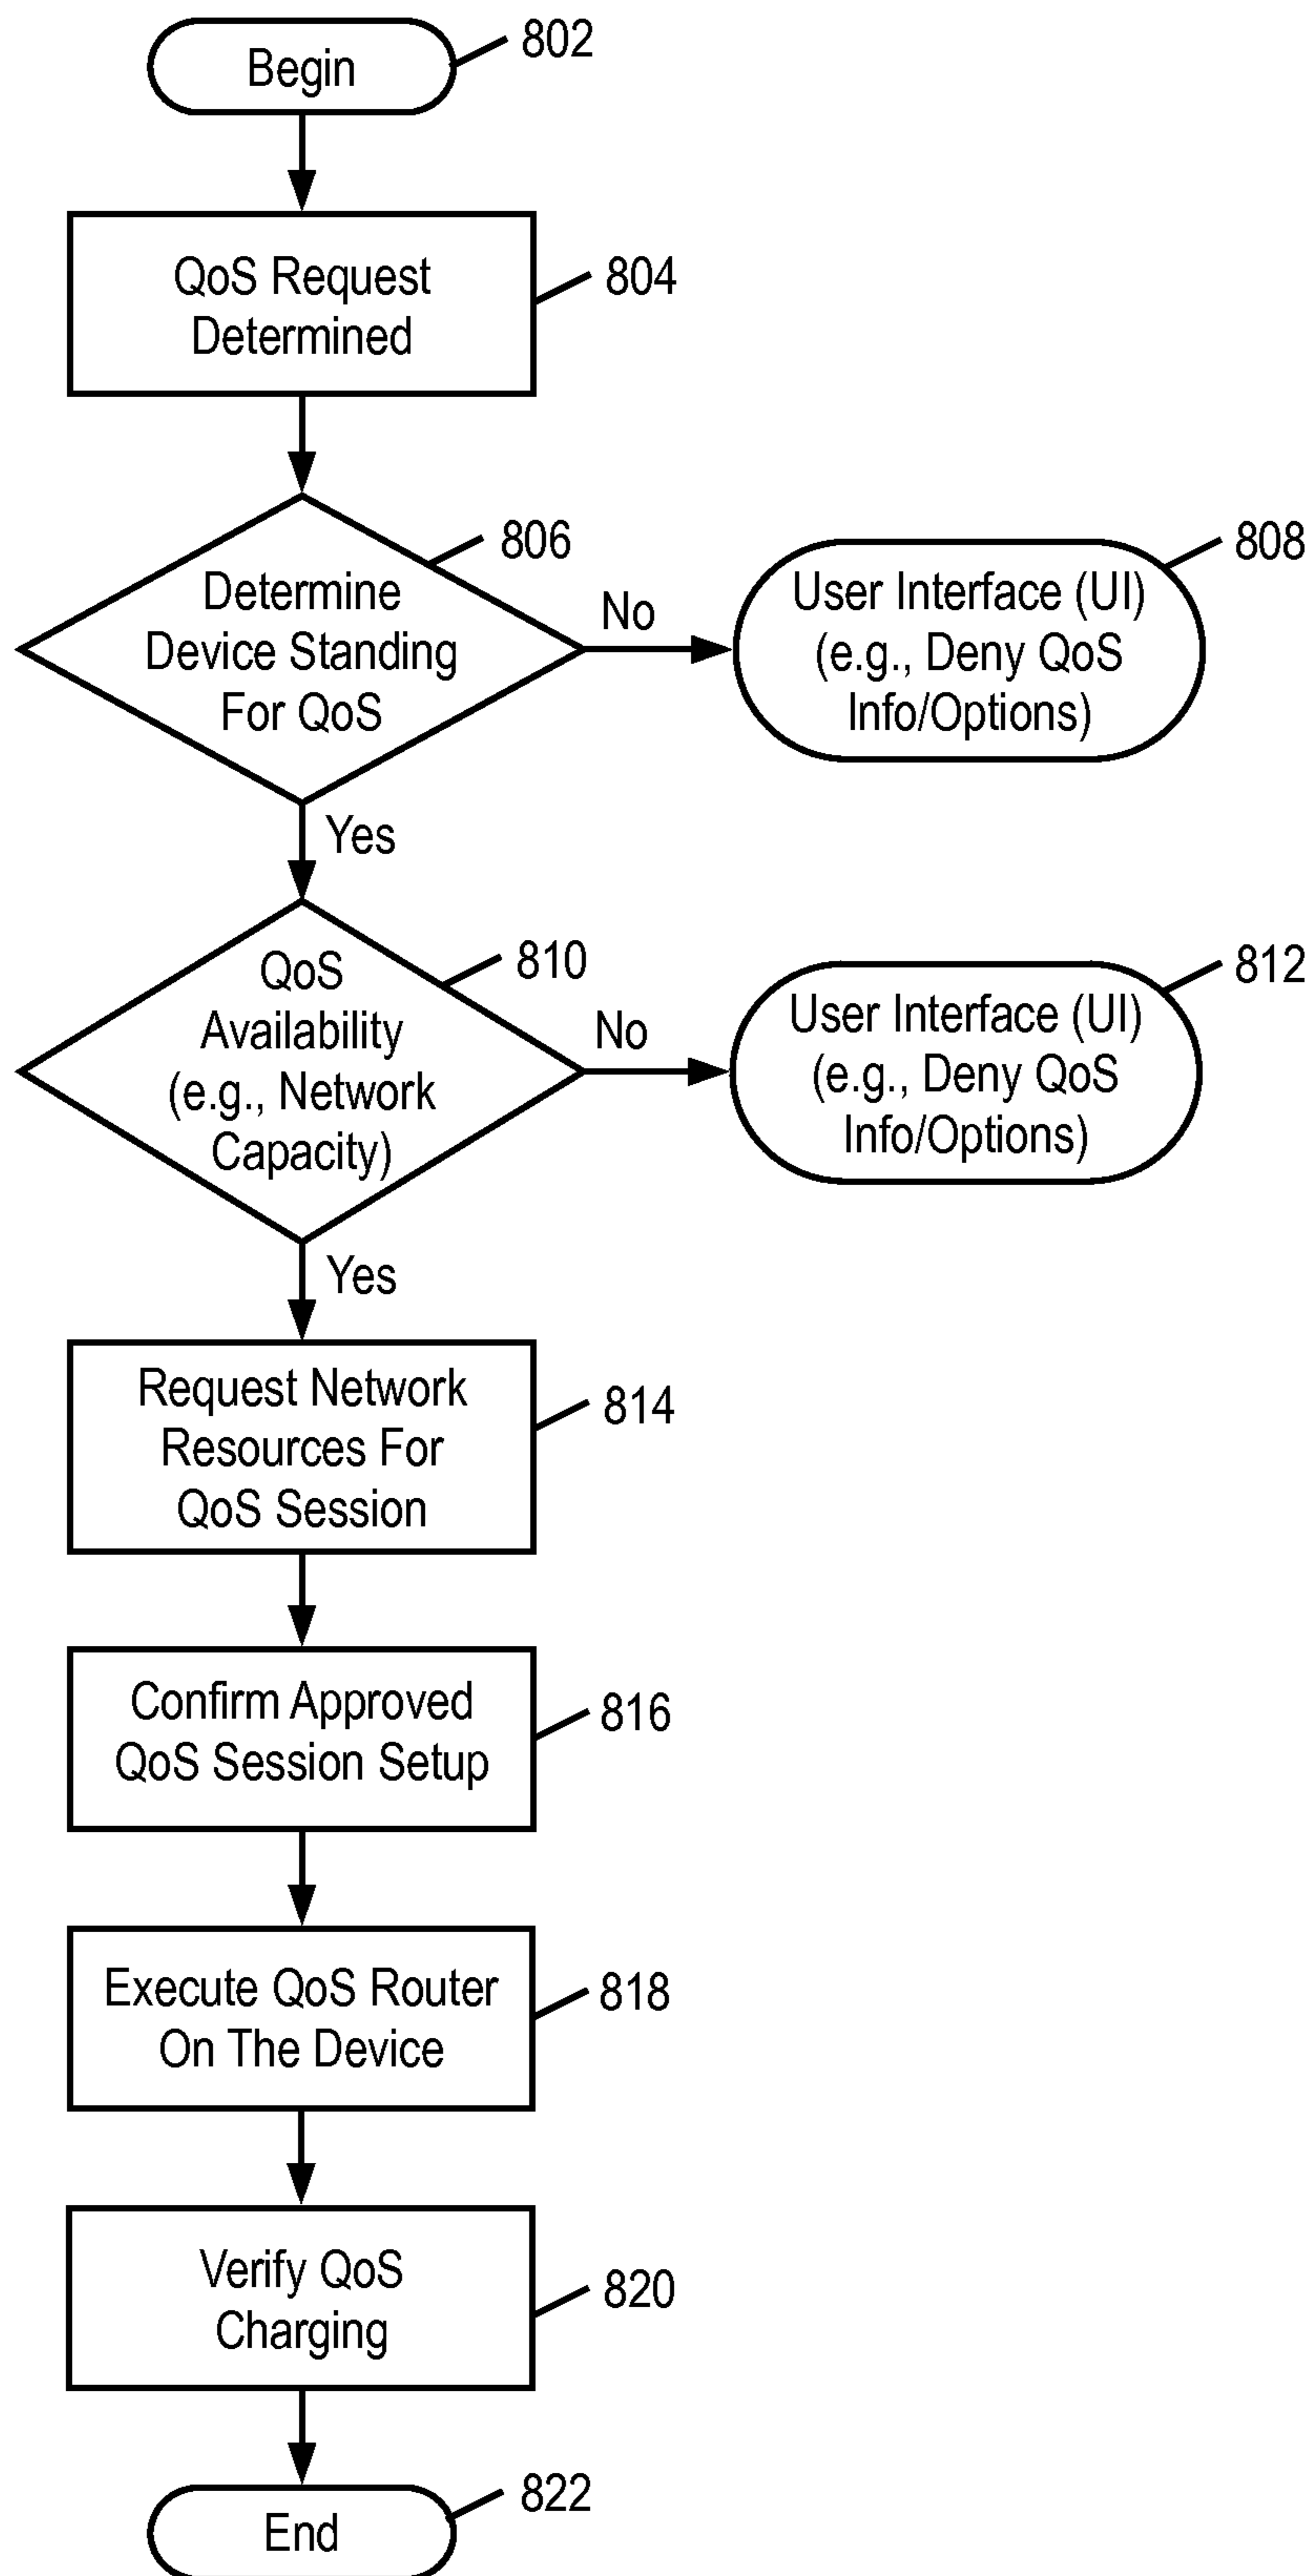 Begin
802
QoS Request
Determined
804
Determine
Device Standing
For QoS
806
No
User Interface (UI)
(e.g., Deny QoS
Info/Options)
808
Yes
QoS
Availability
(e.g., Network
Capacity)
810
No
User Interface (UI)
(e.g., Deny QoS
Info/Options)
812
Yes
Request Network
Resources For
QoS Session
814
Confirm Approved
QoS Session Setup
816
Execute QoS Router
On The Device
818
Verify QoS
Charging
820
End
822